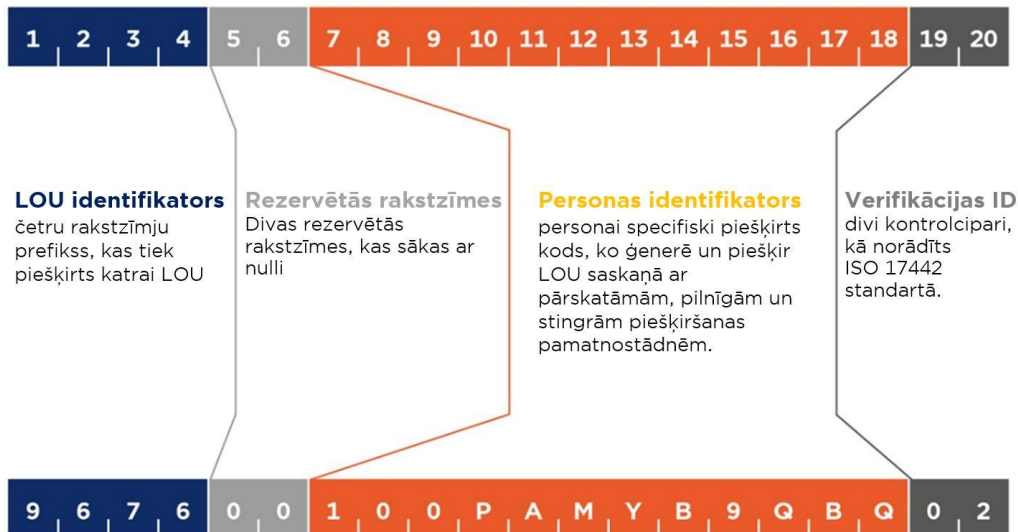 1 2 3 4 5 6 7 8 9 10 11 12 13 14 15 16 17 18 19 20
LOU identifikators
četru rakstzīmju
prefikss, kas tiek
piešķirts katrai LOU
Rezervētās rakstzīmes
Divas rezervētās
rakstzīmes, kas sākas ar
nulli
Personas identifikators
personai specifiski piešķirts
kods, ko ģenerē un piešķir
LOU saskaņā ar
pārskatāmām, pilnīgām un
stingrām piešķiršanas
pamatnostādnēm.
Verifikācijas ID
divi kontrolcipari,
kā norādīts
ISO 17442
standartā.
9 6 7 6 0 0 1 0 0 P A M Y B 9 Q B Q 0 2